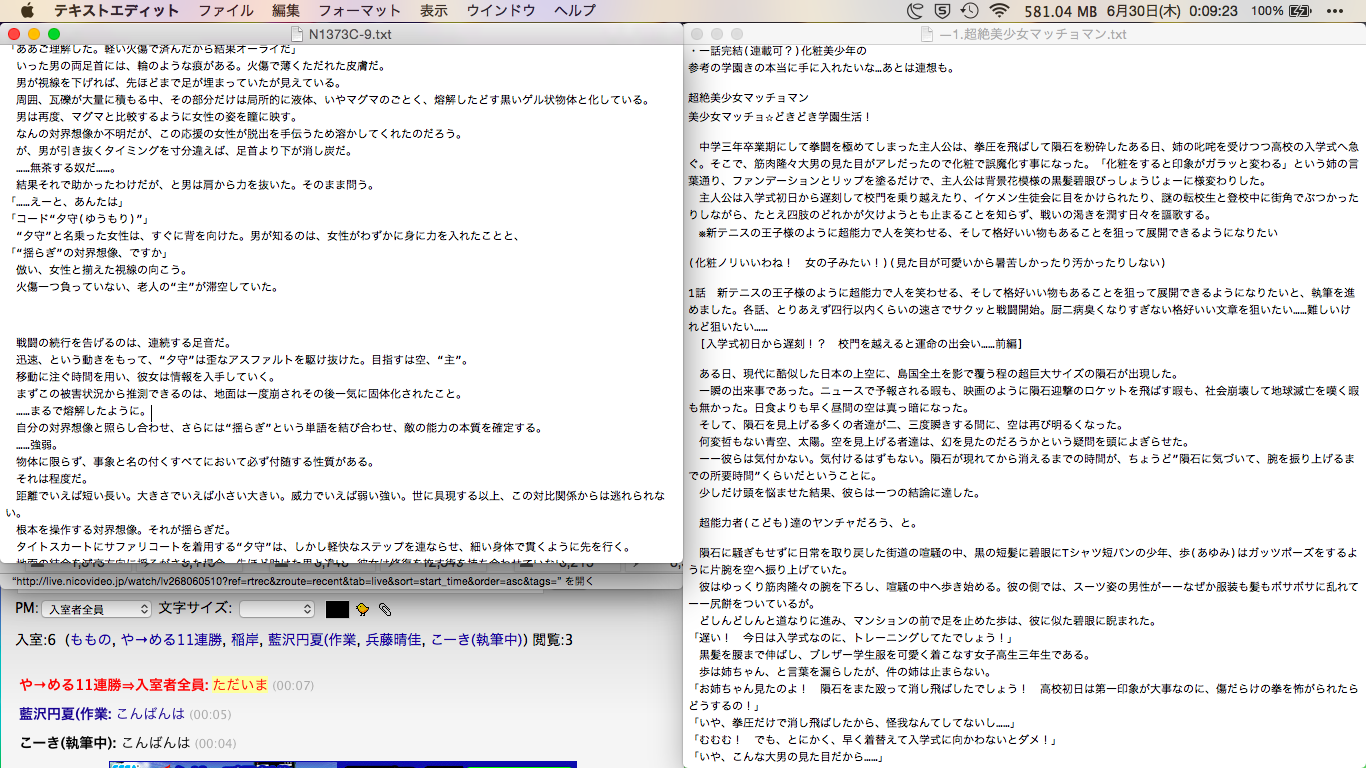 テキストエディット ファイル 編集 フォーマット 表示 ウインドウ ヘルプ 581.04 MB 6月30日(木) 0:09:23 100%
N1373C-9.txt
「ああご理解した。軽い火傷で済んだから結果オーライだ」
いった男の両足首には、輪のような痕がある。火傷で薄くただれた皮膚だ。
男が視線を下げれば、先ほどまで足が埋まっていたが見えている。
周囲、瓦礫が大量に積もる中、その部分だけは局所的に液体、いやマグマのごとく、熔解したどす黒いゲル状物体と化している。
男は再度、マグマと比較するように女性の姿を瞳に映す。
なんの対界想像か不明だが、この応援の女性が脱出を手伝うため溶かしてくれたのだろう。
が、男が引き抜くタイミングを寸分違えば、足首より下が消し炭だ。
……無茶する奴だ……。
結果それで助かったわけだが、と男は肩から力を抜いた。そのまま問う。
「……えーと、あんたは」
「コード“夕守(ゆうもり)”」
“夕守”と名乗った女性は、すぐに背を向けた。男が知るのは、女性がわずかに身に力を入れたことと、
「“揺らぎ”の対界想像、ですか」
倣い、女性と揃えた視線の向こう。
火傷一つ負っていない、老人の“主”が滞空していた。
戦闘の続行を告げるのは、連続する足音だ。
迅速、という動きをもって、“夕守”は歪なアスファルトを駆け抜けた。目指すは空、“主”。
移動に注ぐ時間を用い、彼女は情報を入手していく。
まずこの被害状況から推測できるのは、地面は一度崩されその後一気に固体化されたこと。
……まるで熔解したように。
自分の対界想像と照らし合わせ、さらには“揺らぎ”という単語を結び合わせ、敵の能力の本質を確定する。
……強弱。
物体に限らず、事象と名の付くすべてにおいて必ず付随する性質がある。
それは程度だ。
距離でいえば短い長い。大きさでいえば小さい大きい。威力でいえば弱い強い。世に具現する以上、この対比関係からは逃れられな
い。
根本を操作する対界想像。それが揺らぎだ。
タイトスカートにサファリコートを着用する“夕守”は、しかし軽快なステップを連ならせ、細い身体で貫くように先を行く。
“http://live.nicovideo.jp/watch/lv268060510?ref=rtrec&zroute=recent&tab=live&sort=start_time&order=asc&tags=” を開く
PM: 入室者全員 文字サイズ:
入室:6 (ももの, やーめる11連勝, 稲岸, 藍沢円夏(作業, 兵藤晴佳, こーき(執筆中)) 閲覧:3
やーめる11連勝⇒入室者全員: ただいま (00:07)
藍沢円夏(作業: こんばんは (00:05)
こーき(執筆中): こんばんは (00:04)
—1.超絶美少女マッチョマン.txt
・一話完結(連載可？)化粧美少年の
参考の学園きの本当に手に入れたいな…あとは連想も。
超絶美少女マッチョマン
美少女マッチョ☆どきどき学園生活！
中学三年卒業期にして拳闘を極めてしまった主人公は、拳圧を飛ばして隕石を粉砕したある日、姉の叱咤を受けつつ高校の入学式へ急
ぐ。そこで、筋肉隆々大男の見た目がアレだったので化粧で誤魔化す事になった。「化粧をすると印象がガラッと変わる」という姉の言
葉通り、ファンデーションとリップを塗るだけで、主人公は背景花模様の黒髪碧眼びっしょうじょーに様変わりした。
主人公は入学式初日から遅刻して校門を乗り越えたり、イケメン生徒会に目をかけられたり、謎の転校生と登校中に街角でぶつかった
りしながら、たとえ四肢のどれかが欠けようとも止まることを知らず、戦いの渇きを潤す日々を謳歌する。
※新テニスの王子様のように超能力で人を笑わせる、そして格好いい物もあることを狙って展開できるようになりたい
(化粧ノリいいわね！　女の子みたい！)(見た目が可愛いから暑苦しかったり汚かったりしない)
1話　新テニスの王子様のように超能力で人を笑わせる、そして格好いい物もあることを狙って展開できるようになりたいと、執筆を進
めました。各話、とりあえず四行以内くらいの速さでサクッと戦闘開始。厨二病臭くなりすぎない格好いい文章を狙いたい……難しいけ
れど狙いたい……
[入学式初日から遅刻！？　校門を越えると運命の出会い……前編]
ある日、現代に酷似した日本の上空に、島国全土を影で覆う程の超巨大サイズの隕石が出現した。
一瞬の出来事であった。ニュースで予報される暇も、映画のように隕石迎撃のロケットを飛ばす暇も、社会崩壊して地球滅亡を嘆く暇
も無かった。日食よりも早く昼間の空は真っ暗になった。
そして、隕石を見上げる多くの者達が二、三度瞬きする間に、空は再び明るくなった。
何変哲もない青空、太陽。空を見上げる者達は、幻を見たのだろうかという疑問を頭によぎらせた。
ーー彼らは気付かない。気付けるはずもない。隕石が現れてから消えるまでの時間が、ちょうど“隕石に気づいて、腕を振り上げるま
での所要時間”くらいだということに。
少しだけ頭を悩ませた結果、彼らは一つの結論に達した。
超能力者(こども)達のヤンチャだろう、と。
隕石に騒ぎもせずに日常を取り戻した街道の喧騒の中、黒の短髪に碧眼にTシャツ短パンの少年、歩(あゆみ)はガッツポーズをするよ
うに片腕を空へ振り上げていた。
彼はゆっくり筋肉隆々の腕を下ろし、喧騒の中へ歩き始める。彼の側では、スーツ姿の男性がーーなぜか服装も髪もボサボサに乱れて
ーー尻餅をついているが。
どしんどしんと道なりに進み、マンションの前で足を止めた歩は、彼に似た碧眼に睨まれた。
「遅い！　今日は入学式なのに、トレーニングしてたでしょう！」
黒髪を腰まで伸ばし、ブレザー学生服を可愛く着こなす女子高生三年生である。
歩は姉ちゃん、と言葉を漏らしたが、件の姉は止まらない。
「お姉ちゃん見たのよ！　隕石をまた殴って消し飛ばしたでしょう！　高校初日は第一印象が大事なのに、傷だらけの拳を怖がられたら
どうするの！」
「いや、拳圧だけで消し飛ばしたから、怪我なんてしてないし……」
「むむむ！　でも、とにかく、早く着替えて入学式に向かわないとダメ！」
「いや、こんな大男の見た目だから……」